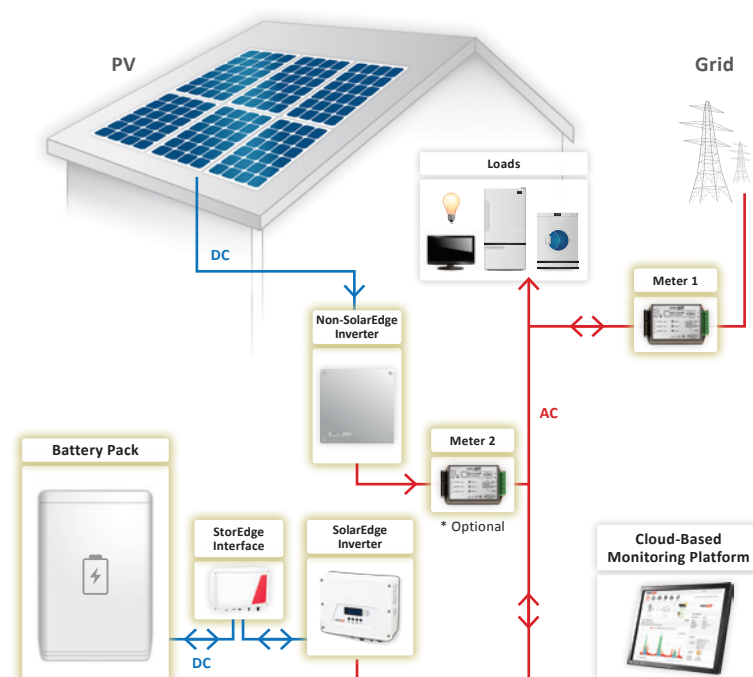 PV
Grid
Loads
DC
Meter 1
Non-SolarEdge
Inverter
AC
Battery Pack
Meter 2
* Optional
StorEdge
Interface
SolarEdge
Inverter
Cloud-Based
Monitoring Platform
DC